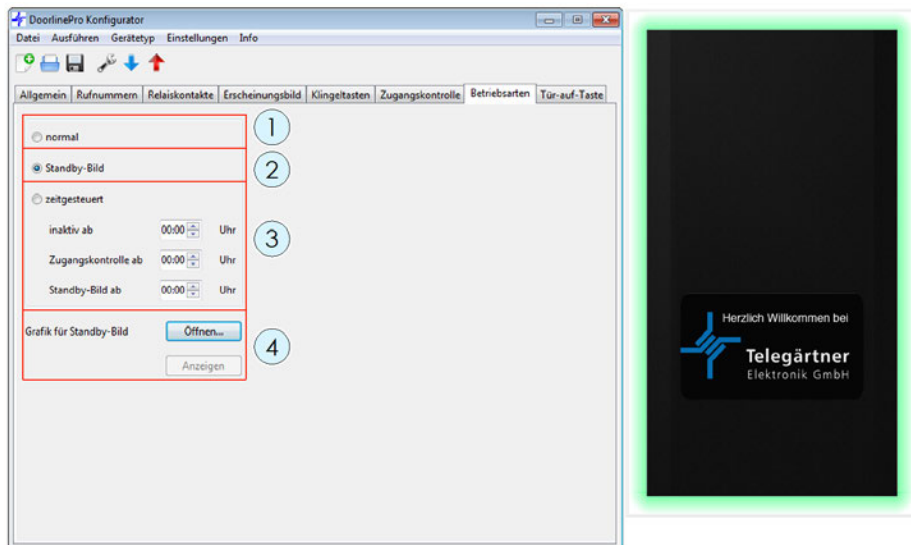 DoorlinePro Konfigurator
Datei Ausführen Gerätetyp Einstellungen Info
Allgemein Rufnummern Relaiskontakte Erscheinungsbild Klingeltasten Zugangskontrolle Betriebsarten Tür-auf-Taste
normal
1
Standby-Bild
2
zeitgesteuert
inaktiv ab 00:00 Uhr
3
Zugangskontrolle ab 00:00 Uhr
Standby-Bild ab 00:00 Uhr
Grafik für Standby-Bild Öffnen...
4
Anzeigen
Herzlich Willkommen bei
Telegärtner
Elektronik GmbH